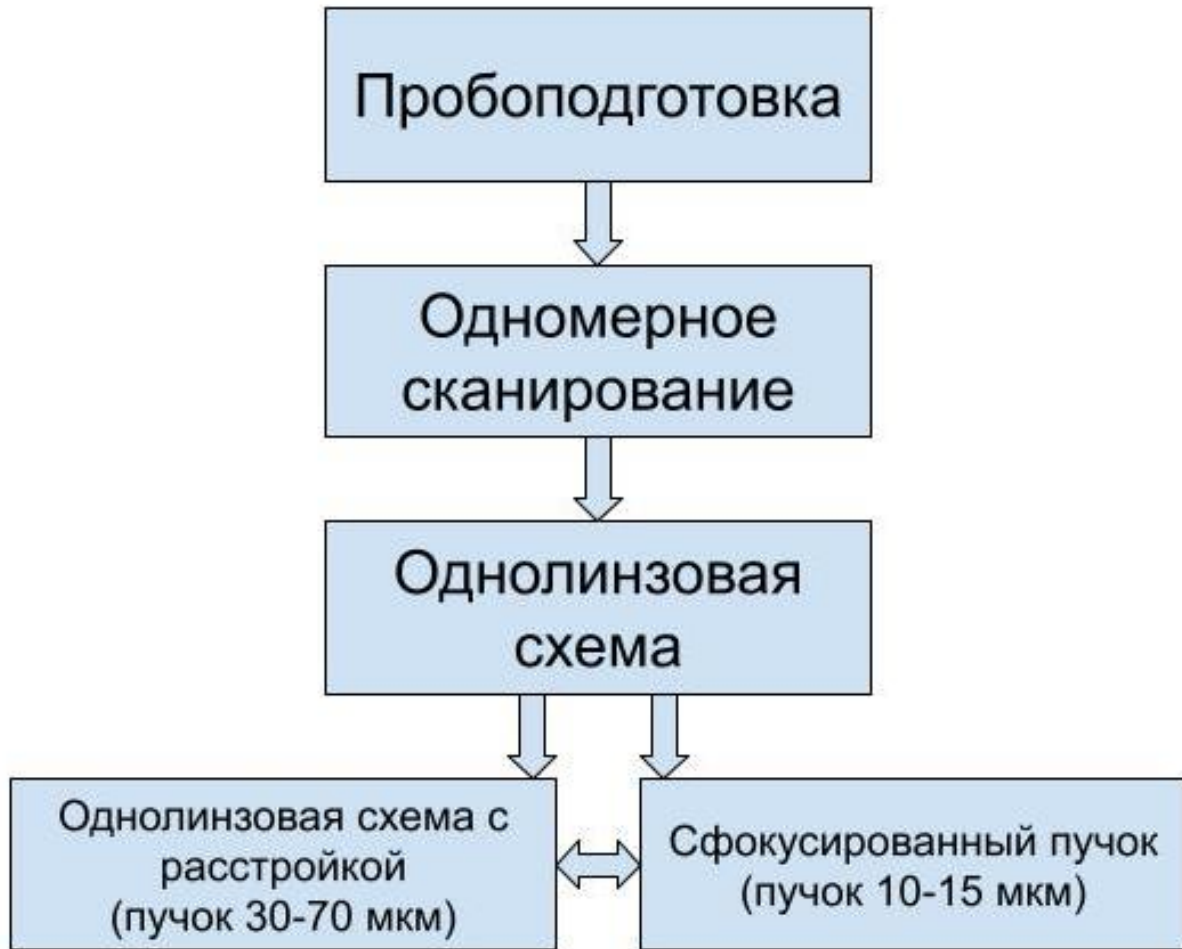 Пробоподготовка
Одномерное
сканирование
Однолинзовая
схема
Однолинзовая схема с
расстройкой
(пучок 30-70 мкм)
Сфокусированный пучок
(пучок 10-15 мкм)